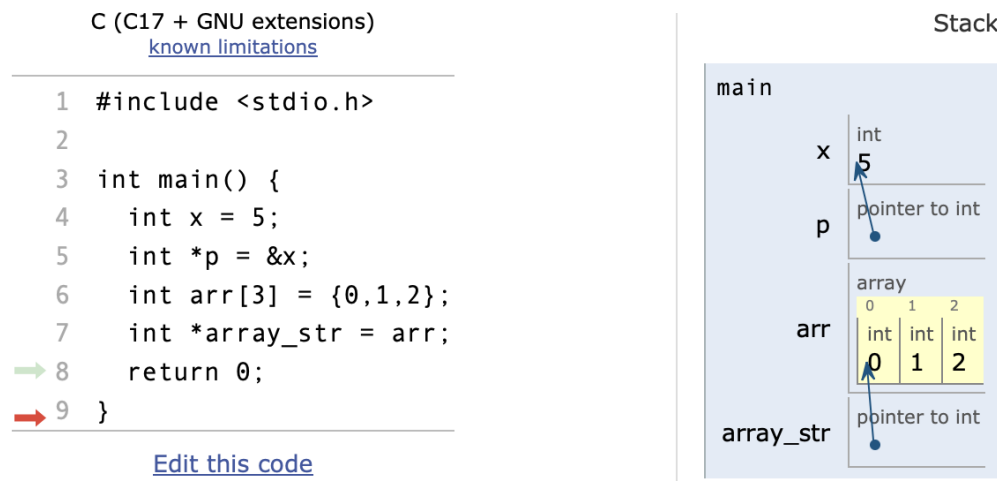 C (C17 + GNU extensions)
known limitations
1 #include <stdio.h>
2
3 int main() {
4   int x = 5;
5   int *p = &x;
6   int arr[3] = {0,1,2};
7   int *array_str = arr;
8   return 0;
9 }
Edit this code
Stack
main
x
int
5
p
pointer to int
arr
array
0 1 2
int int int
0 1 2
array_str
pointer to int